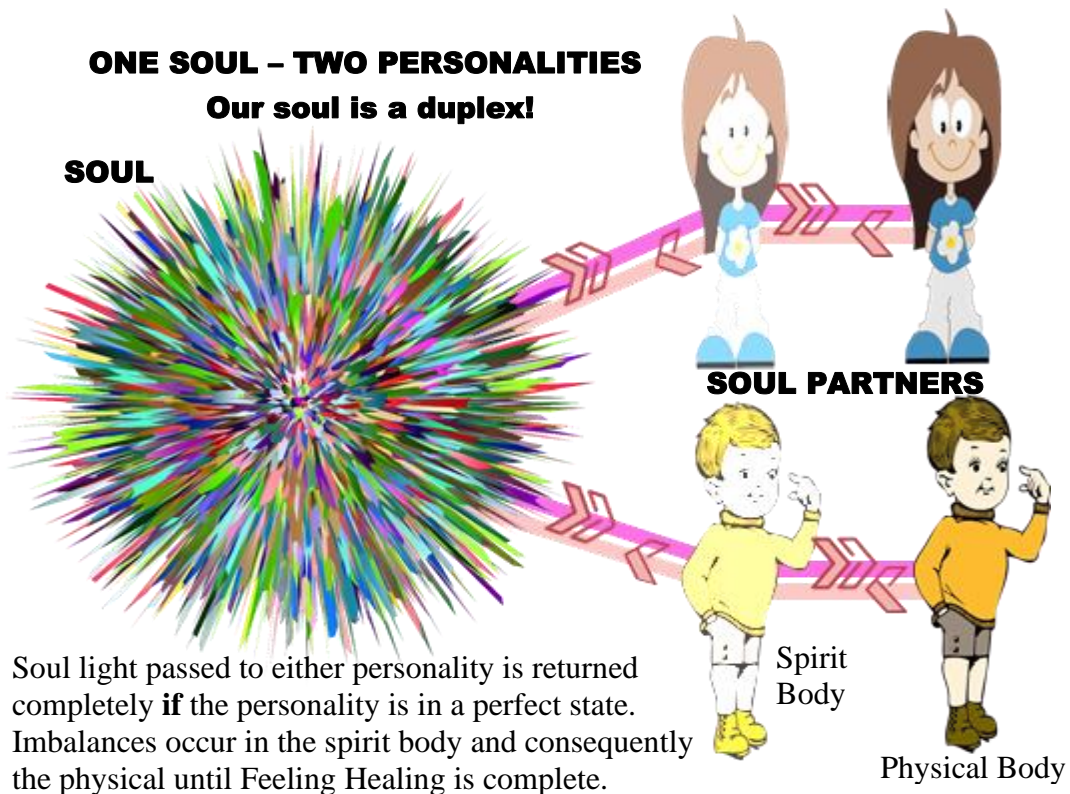 ONE SOUL – TWO PERSONALITIES
Our soul is a duplex!
SOUL
SOUL PARTNERS
Spirit
Body
Physical Body
Soul light passed to either personality is returned
completely if the personality is in a perfect state.
Imbalances occur in the spirit body and consequently
the physical until Feeling Healing is complete.